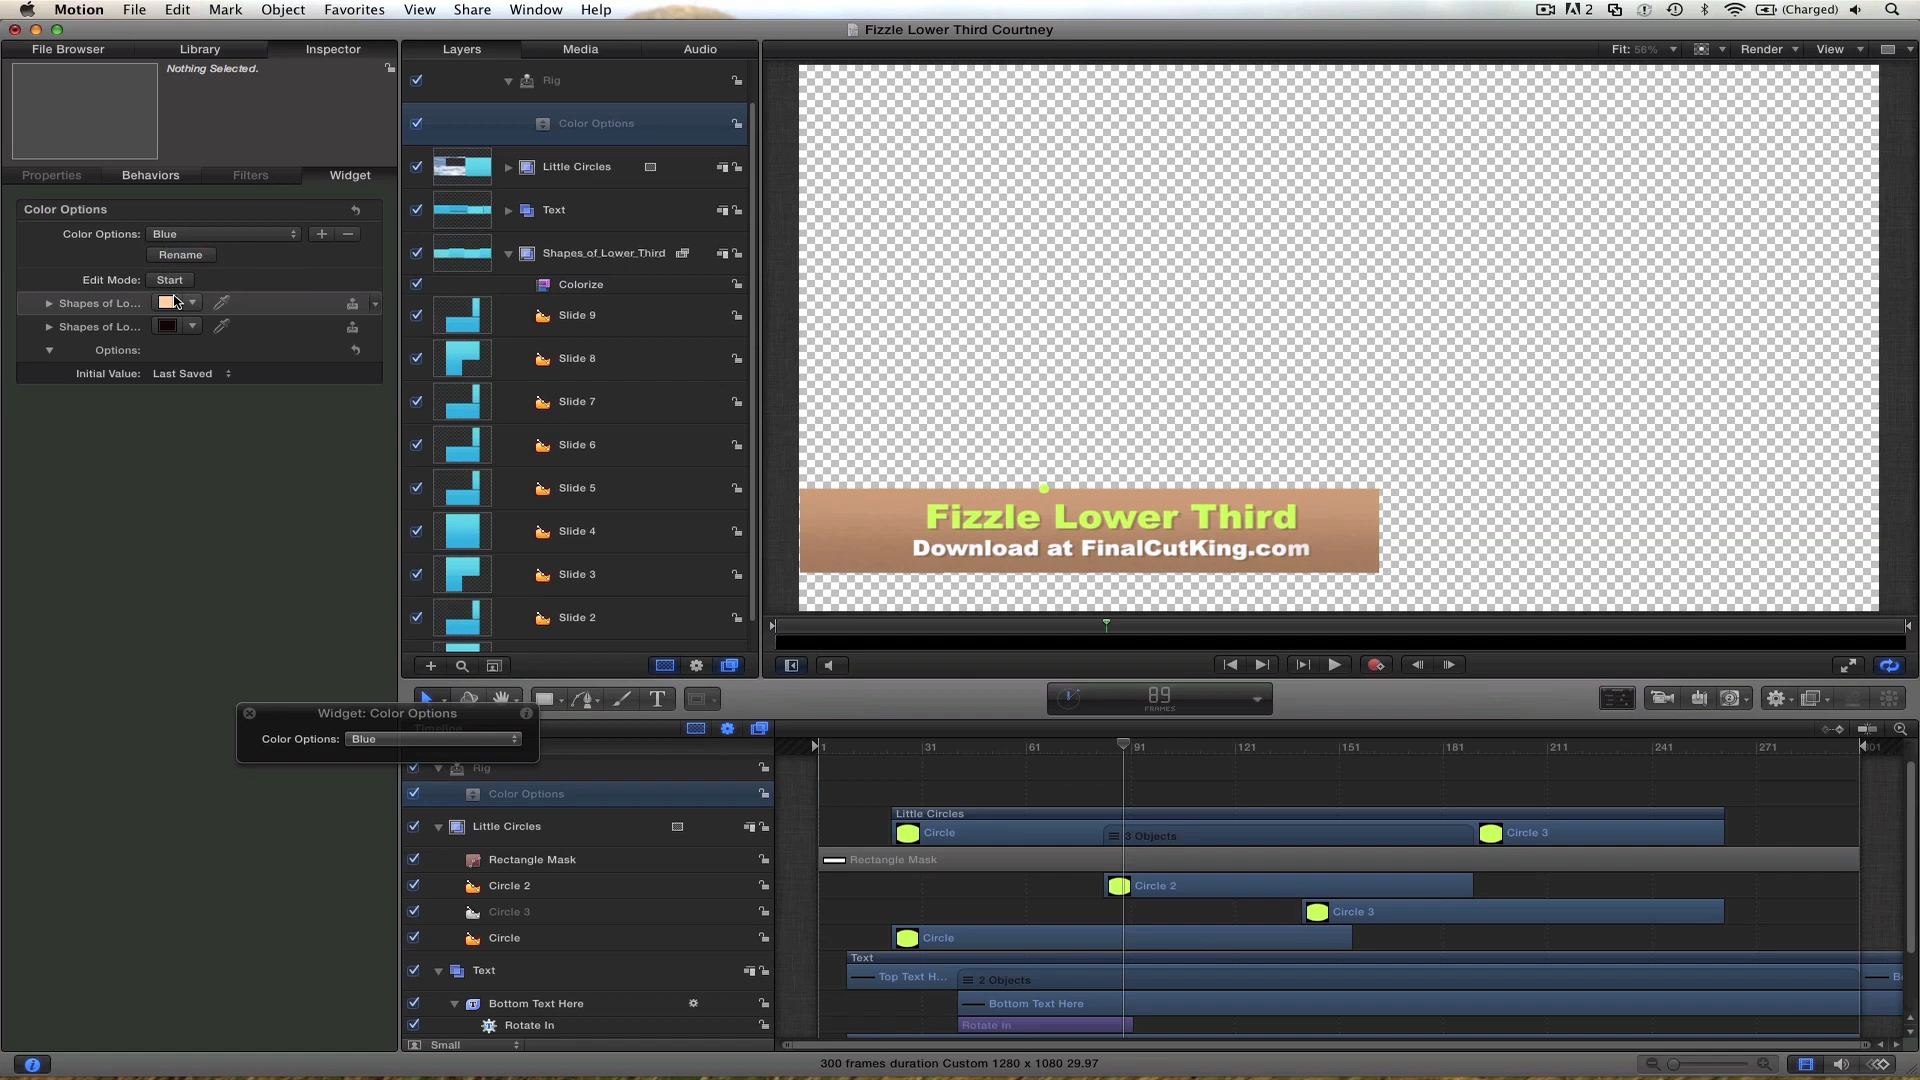 Motion File Edit Mark Object Favorites View Share Window Help
2 (Charged)
Fizzle Lower Third Courtney
File Browser Library Inspector
Layers Media Audio
Fit: 56% Render View
Nothing Selected.
Properties Behaviors Filters Widget
Color Options
Color Options: Blue
Rename
Edit Mode: Start
Shapes of Lo...
Shapes of Lo...
Options:
Initial Value: Last Saved
Rig
Color Options
Little Circles
Text
Shapes of Lower Third
Colorize
Slide 9
Slide 8
Slide 7
Slide 6
Slide 5
Slide 4
Slide 3
Slide 2
Fizzle Lower Third
Download at FinalCutKing.com
89
FRAMES
Widget: Color Options
Color Options: Blue
1 31 61 91 121 151 181 211 241 271 301
Rig
Color Options
Little Circles
Rectangle Mask
Circle 2
Circle 3
Circle
Text
Bottom Text Here
Rotate In
Small
Little Circles
Circle 3 Objects Circle 3
Rectangle Mask
Circle 2
Circle 3
Circle
Text
Top Text H... 2 Objects
Bottom Text Here
Rotate In
300 frames duration Custom 1280 x 1080 29.97